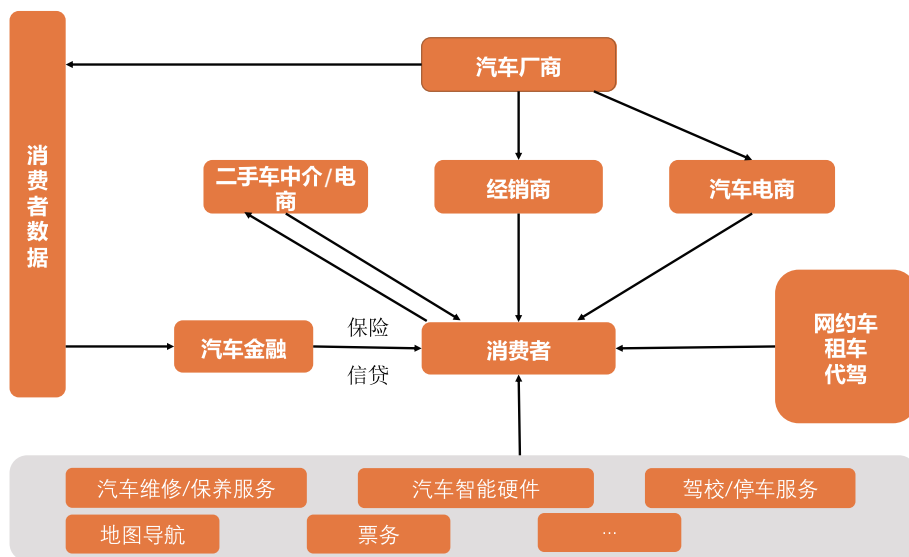 汽车厂商
消费者数据
二手车中介/电
商
经销商
汽车电商
网约车
租车
代驾
汽车金融
保险
信贷
消费者
汽车维修/保养服务
汽车智能硬件
驾校/停车服务
地图导航
票务
…